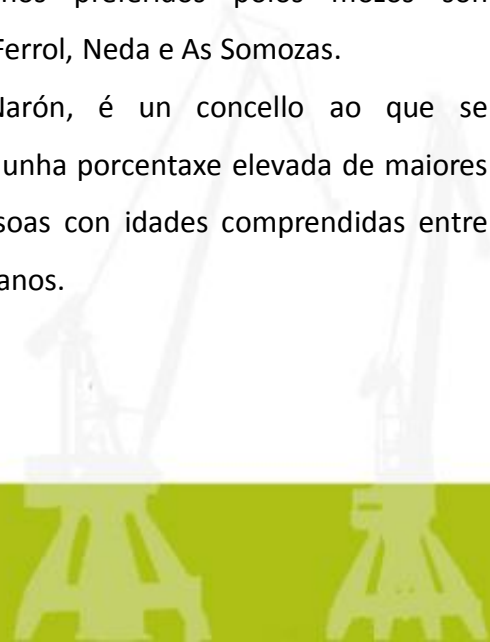 preferidos polos mozos son
Ferrol, Neda e As Somozas.
Narón, é un concello ao que se
unha porcentaxe elevada de maiores
soas con idades comprendidas entre
anos.